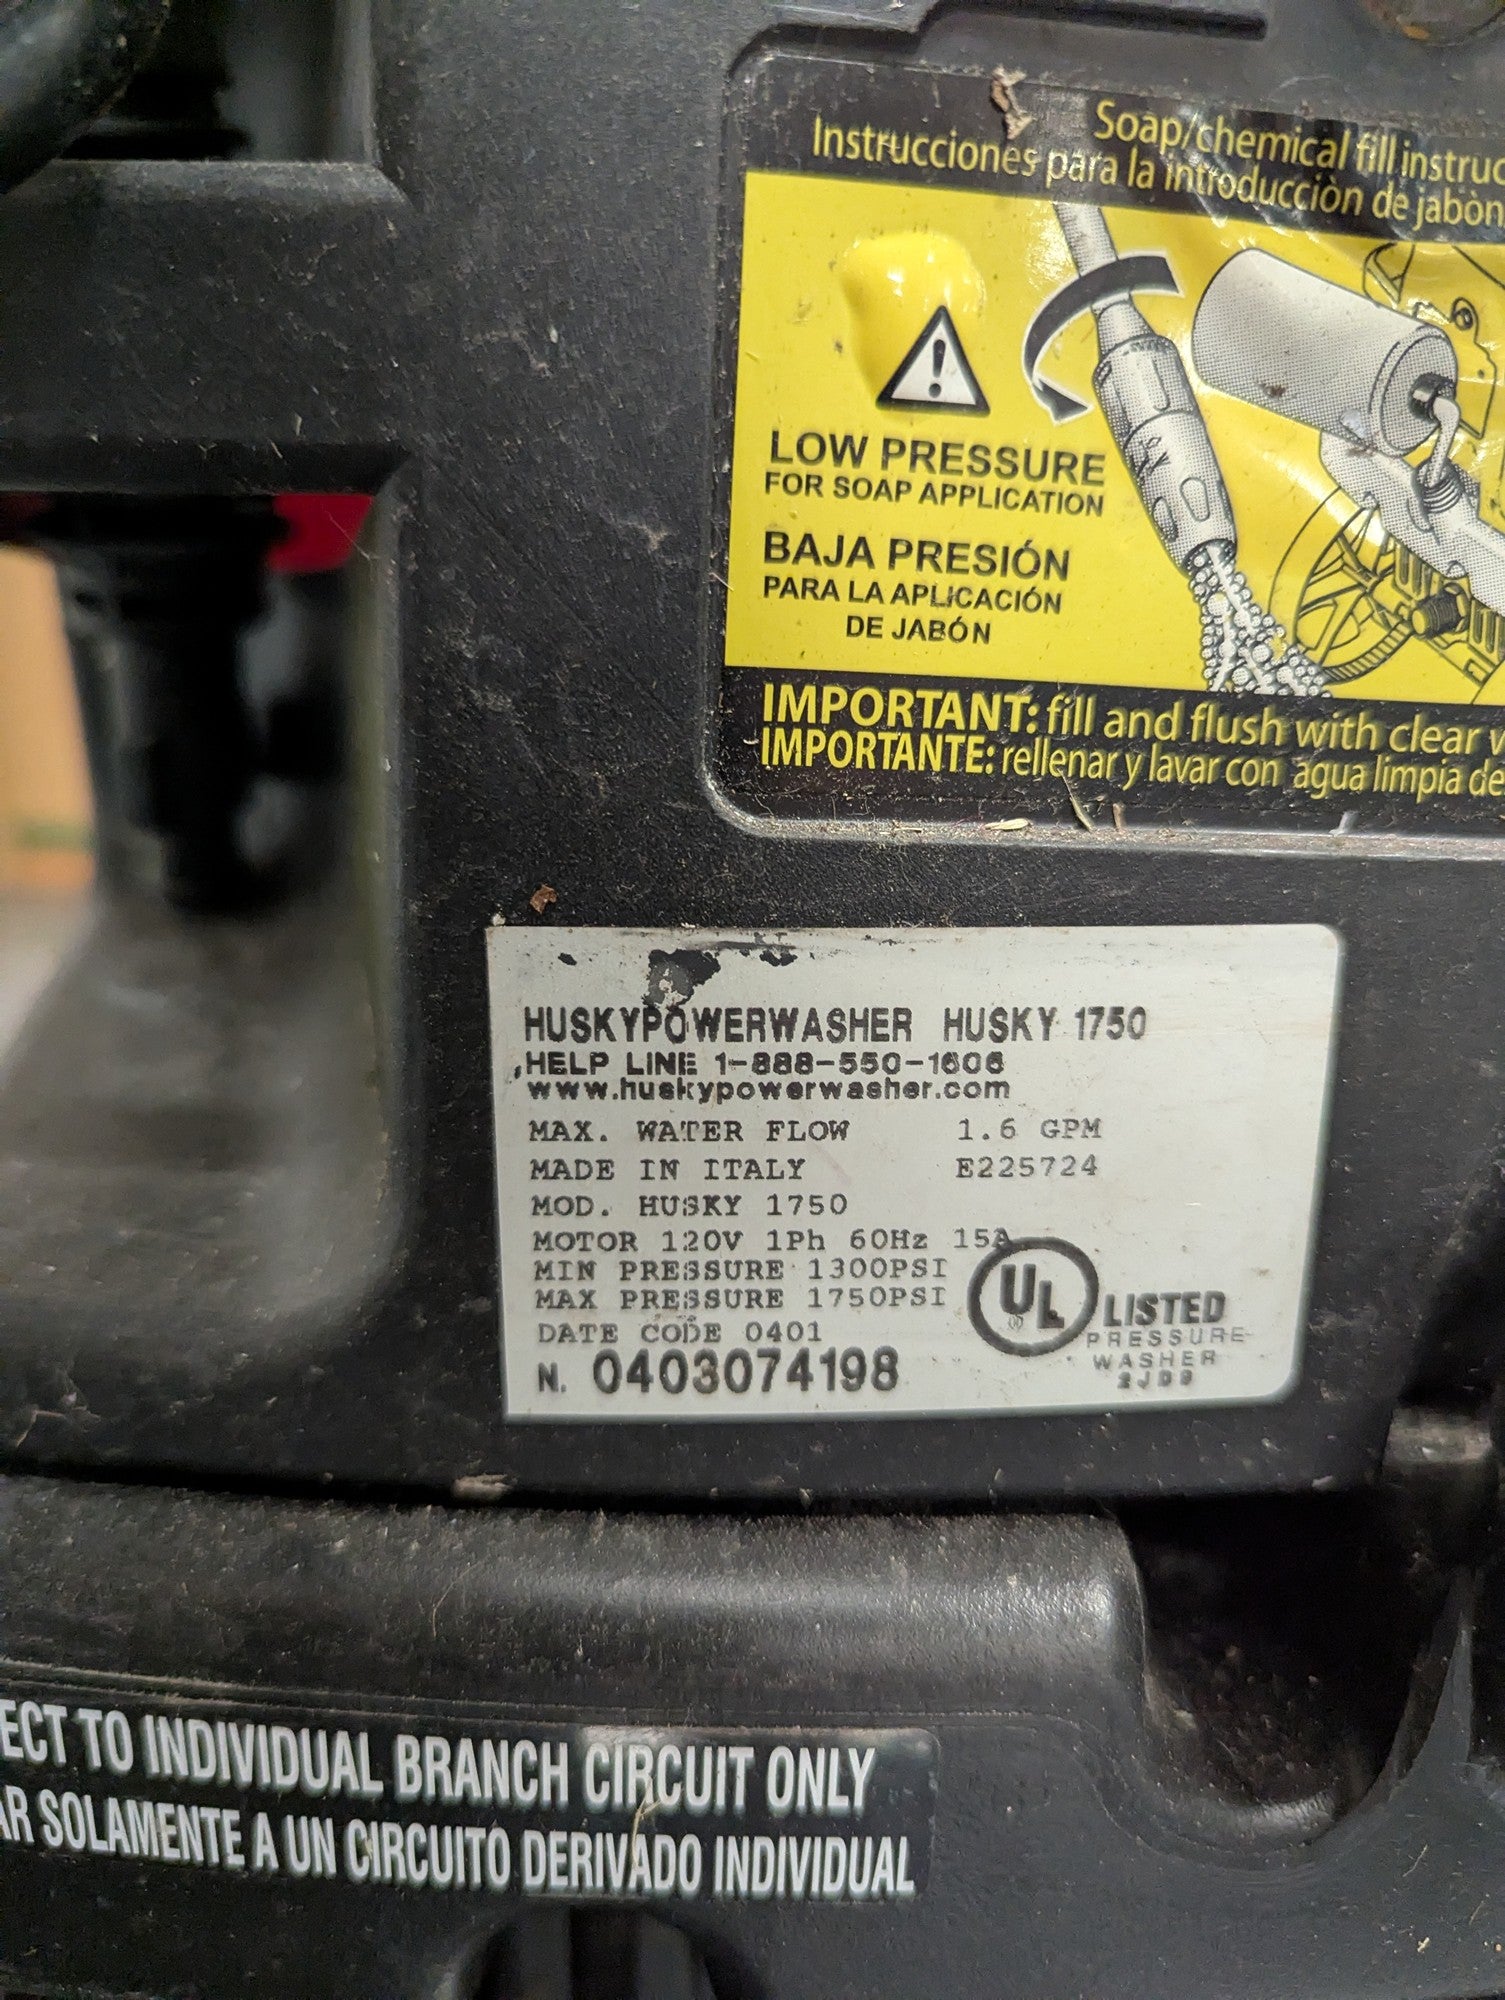 Soap/chemical fill
Instrucciones para la introducciòn de jabòn
LOW PRESSURE
FOR SOAP APPLICATION
BAJA PRESIÓN
PARA LA APLICACIÓN
DE JABÓN
IMPORTANT: fill and flush with clear
IMPORTANTE: rellenar y lavar con agua limpia de
HUSKYPOWERWASHER HUSKY 1750
HELP LINE 1-888-550-1606
www.huskypowerwasher.com
MAX. WATER FLOW 1.6 GPM
MADE IN ITALY E225724
MOD. HUSKY 1750
MOTOR 120V 1Ph 60Hz 15A
MIN PRESSURE 1300PSI
MAX PRESSURE 1750PSI
DATE CODE 0401
N. 0403074198
UL LISTED
PRESSURE
WASHER
2JD9
ECT TO INDIVIDUAL BRANCH CIRCUIT ONLY
AR SOLAMENTE A UN CIRCUITO DERIVADO INDIVIDUAL